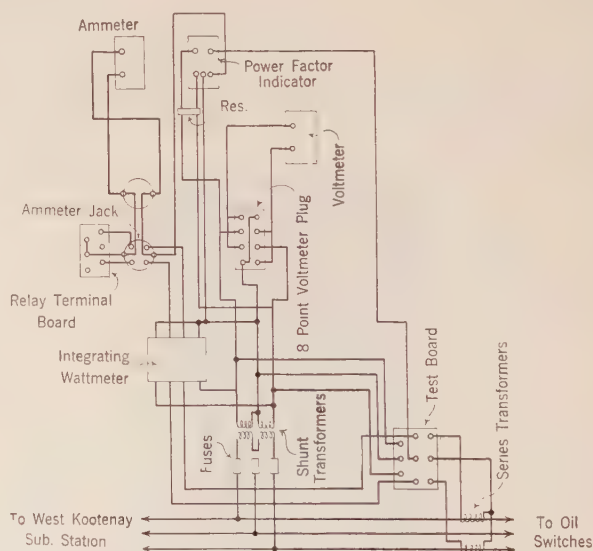 Ammeter
Power Factor
Indicator
Res.
Voltmeter
Ammeter Jack
8 Point Voltmeter Plug
Relay Terminal
Board
Integrating
Wattmeter
Test Board
Series Transformers
Fuses
Shunt
Transformers
To West Kootenay
Sub. Station
To Oil
Switches